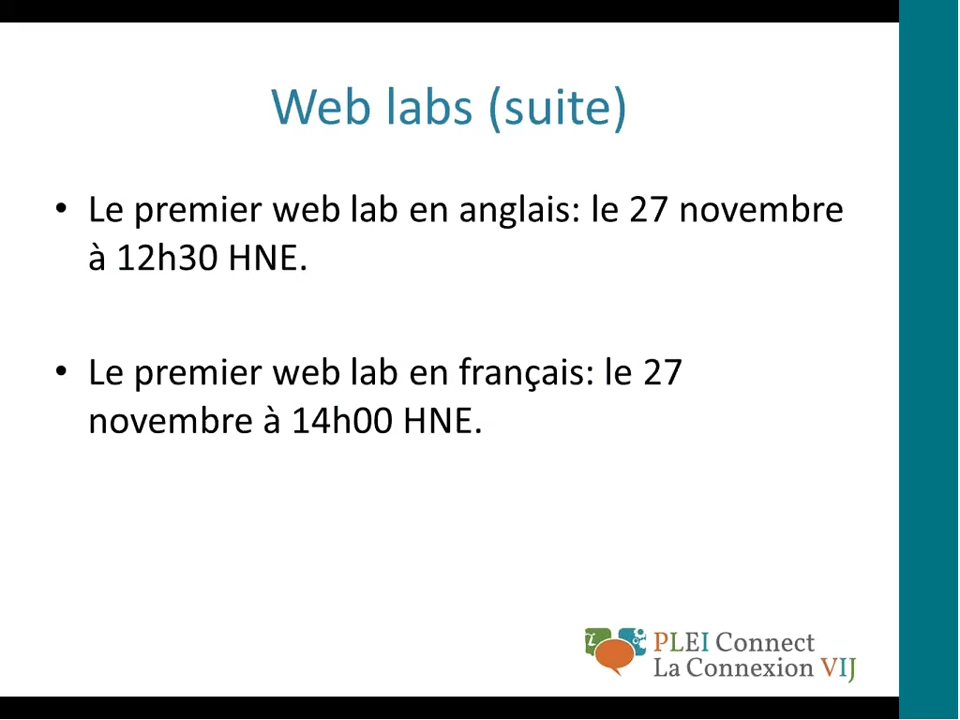 Web labs (suite)
• Le premier web lab en anglais: le 27 novembre
à 12h30 HNE.
• Le premier web lab en français: le 27
novembre à 14h00 HNE.
PLEI Connect
La Connexion VIJ